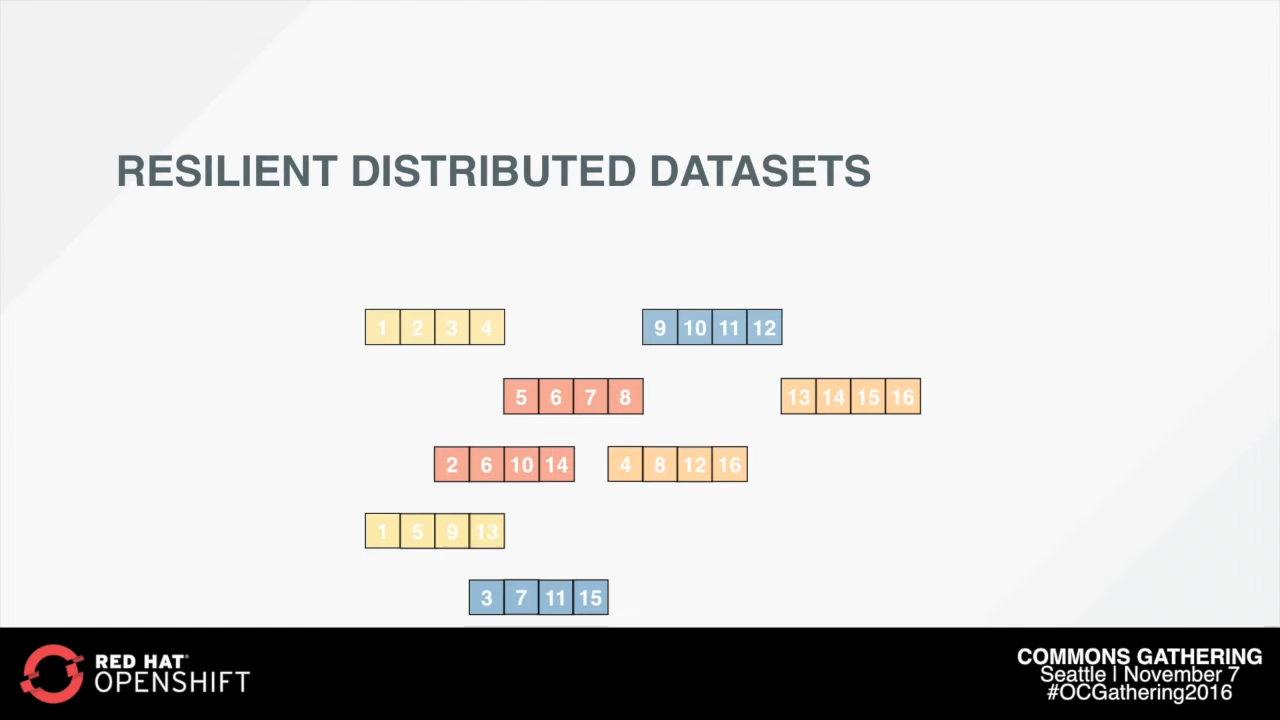 RESILIENT DISTRIBUTED DATASETS
1 2 3 4
9 10 11 12
5 6 7 8
13 14 15 16
2 6 10 14
4 8 12 16
1 5 9 13
3 7 11 15
RED HAT
OPENSHIFT
COMMONS GATHERING
Seattle | November 7
#OCGathering2016